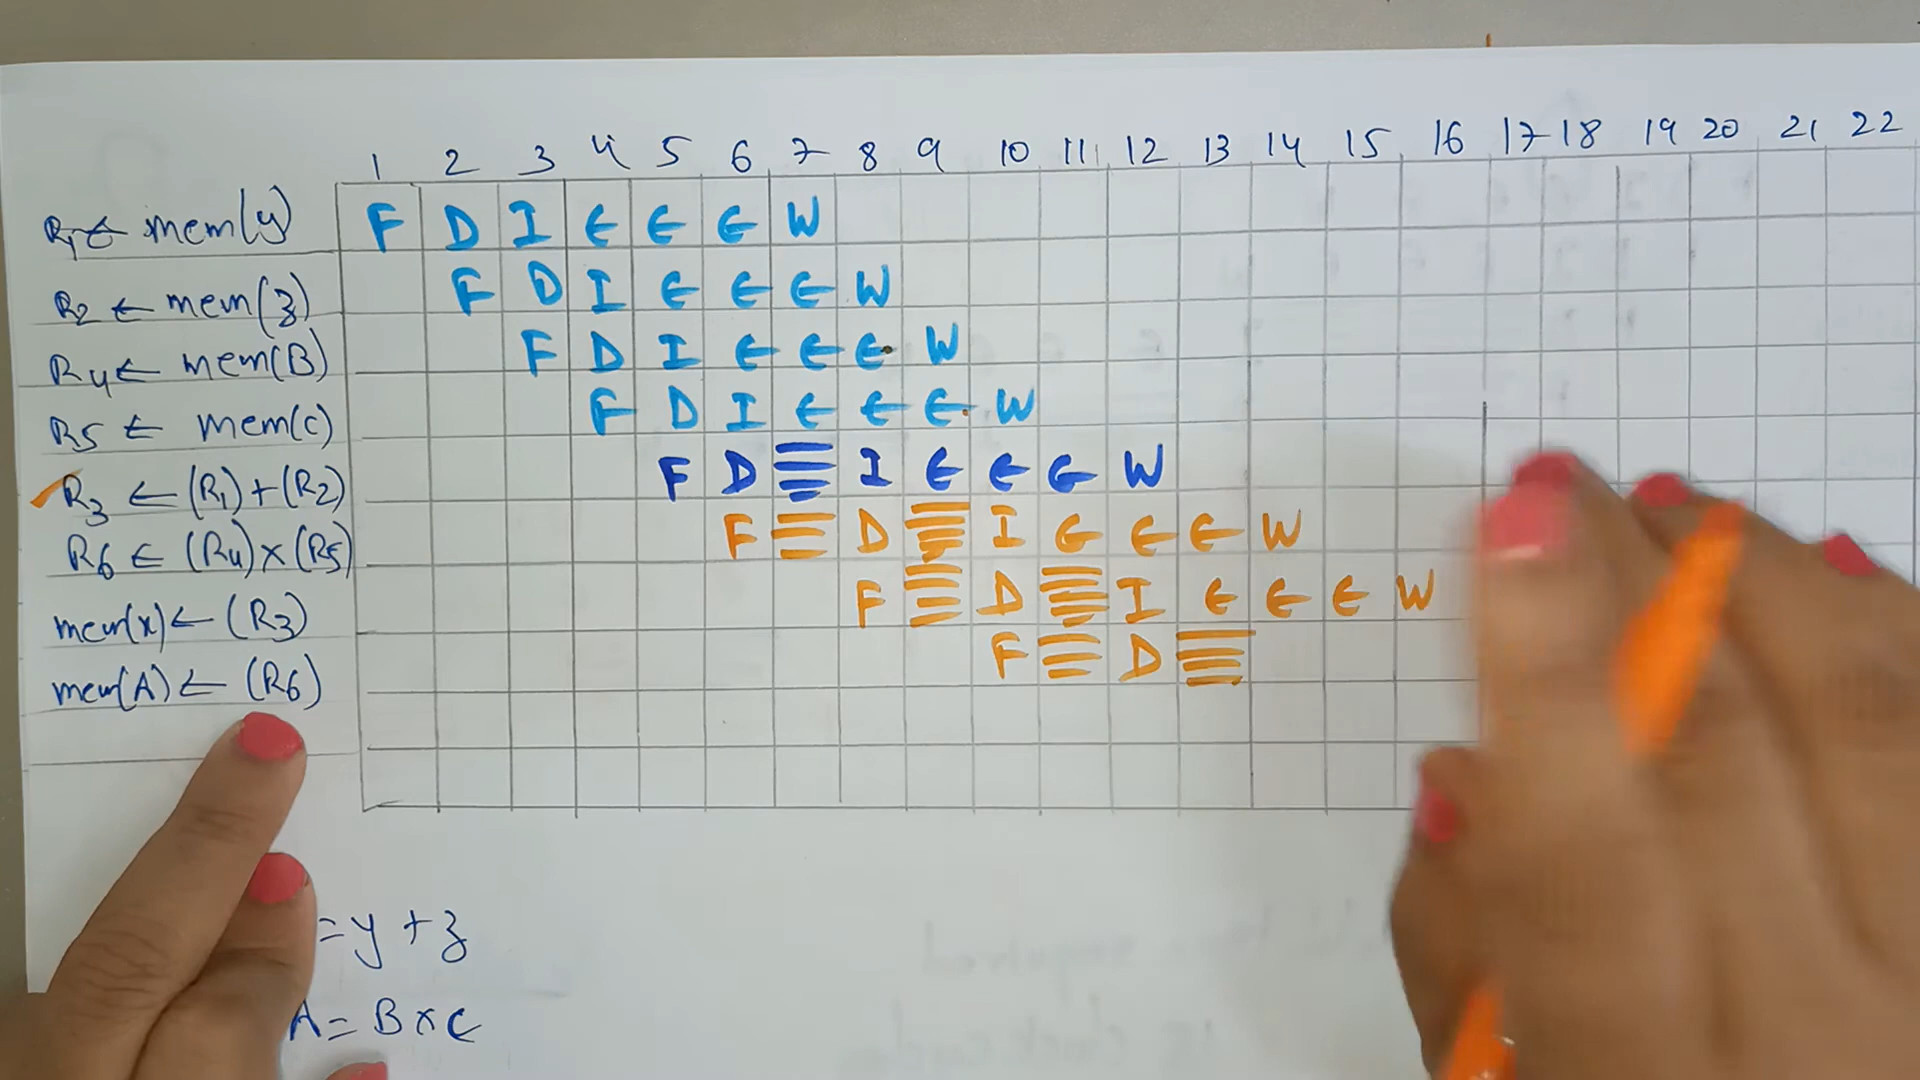 1 2 3 4 5 6 7 8 9 10 11 12 13 14 15 16 17 18 19 20 21 22
R1 ← mem(y) F D I E E E W
R2 ← mem(z) F D I E E E W
R4 ← mem(B) F D I E E E W
R5 ← mem(C) F D I E E E W
R3 ← (R1)+(R2) F D I E E E W
R6 ← (R4)×(R5) F D I E E E W
mem(x) ← (R3) F D I E E E W
mem(A) ← (R6) F D
= y + z
A = B × C